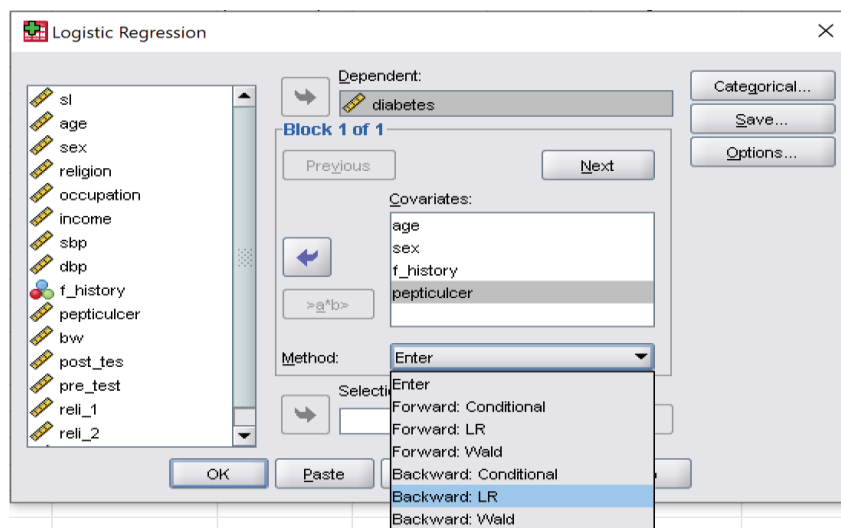 Logistic Regression
sl
age
sex
religion
occupation
income
sbp
dbp
f_history
pepticulcer
bw
post_tes
pre_test
reli_1
reli_2
Dependent:
diabetes
Block 1 of 1
Previous
Next
Covariates:
age
sex
f_history
pepticulcer
>a*b>
Method:
Enter
Enter
Forward: Conditional
Forward: LR
Forward: Wald
Backward: Conditional
Backward: LR
Backward: Wald
Categorical...
Save...
Options...
OK
Paste